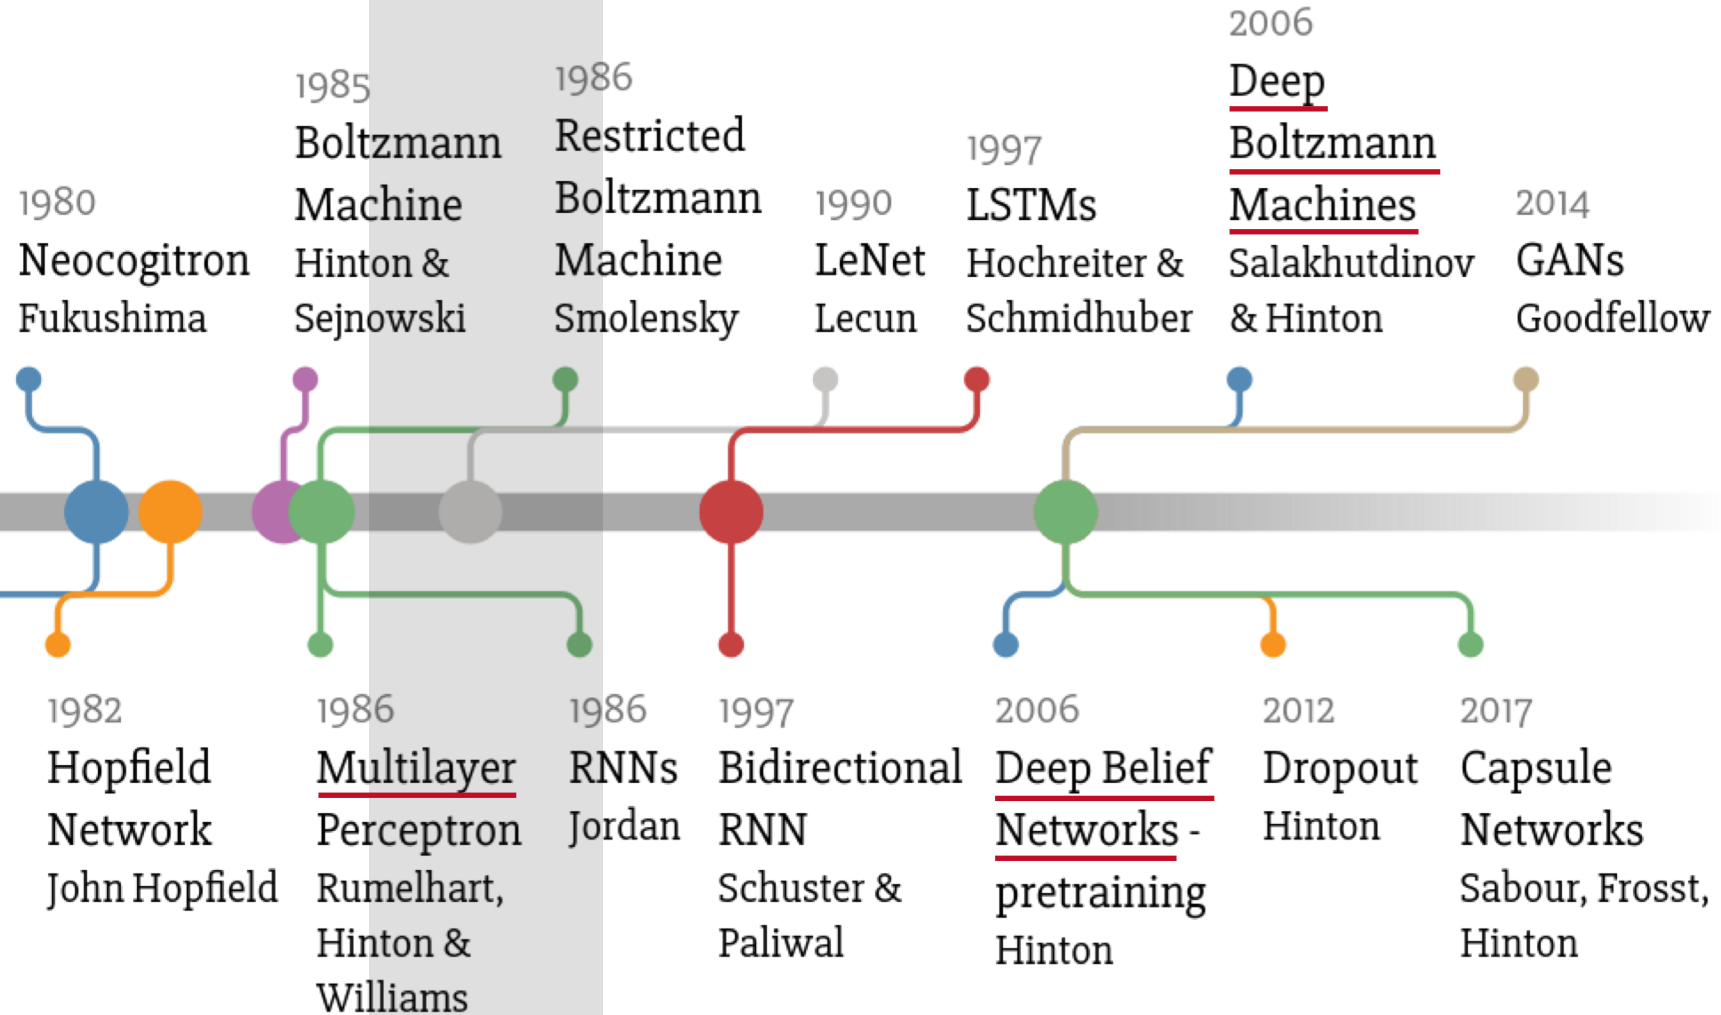 1980
Neocogitron
Fukushima
1985
Boltzmann
Machine
Hinton &
Sejnowski
1986
Restricted
Boltzmann
Machine
Smolensky
1990
LeNet
Lecun
1997
LSTMs
Hochreiter &
Schmidhuber
2006
Deep
Boltzmann
Machines
Salakhutdinov
& Hinton
2014
GANs
Goodfellow
1982
Hopfield
Network
John Hopfield
1986
Multilayer
Perceptron
Rumelhart,
Hinton &
Williams
1986
RNNs
Jordan
1997
Bidirectional
RNN
Schuster &
Paliwal
2006
Deep Belief
Networks -
pretraining
Hinton
2012
Dropout
Hinton
2017
Capsule
Networks
Sabour, Frosst,
Hinton